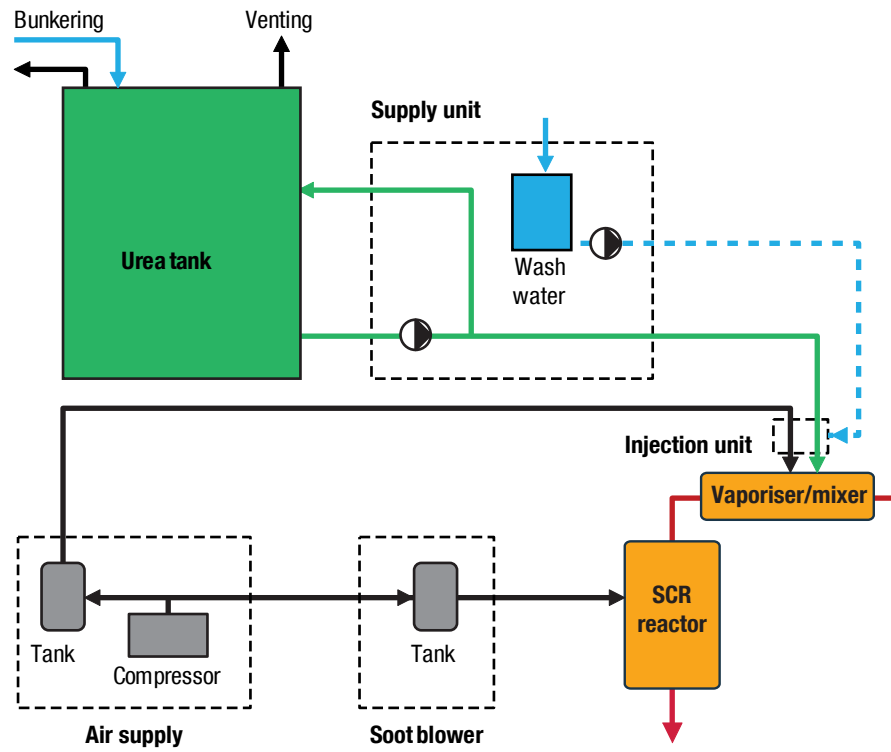 Bunkering
Venting
Supply unit
Urea tank
Wash
water
Injection unit
Vaporiser/mixer
SCR
reactor
Tank
Compressor
Tank
Air supply
Soot blower